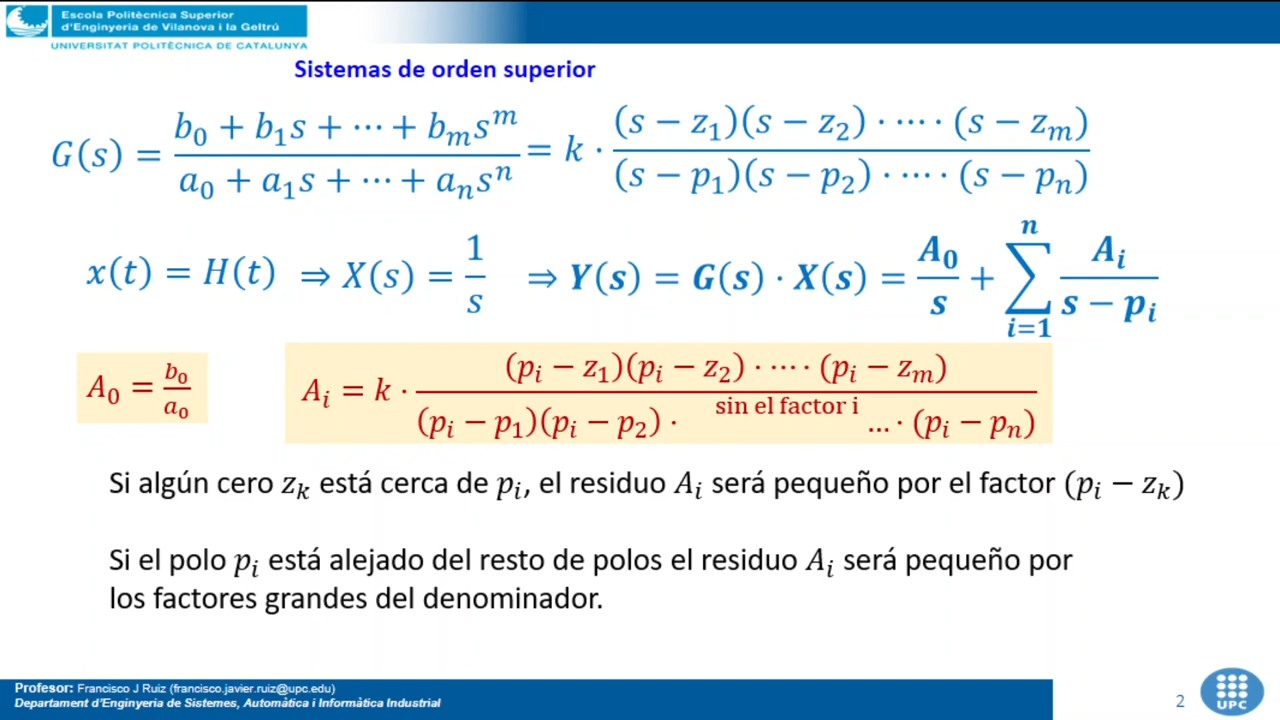 Escola Politècnica Superior
d'Enginyeria de Vilanova i la Geltrú
UNIVERSITAT POLITÈCNICA DE CATALUNYA
Sistemas de orden superior
G(s) = (b₀ + b₁s + ⋯ + bₘsᵐ) / (a₀ + a₁s + ⋯ + aₙsⁿ) = k · ((s − z₁)(s − z₂) · ⋯ · (s − zₘ)) / ((s − p₁)(s − p₂) · ⋯ · (s − pₙ))
x(t) = H(t) ⇒ X(s) = 1/s ⇒ Y(s) = G(s) · X(s) = A₀/s + ∑ᵢ₌₁ⁿ Aᵢ/(s − pᵢ)
A₀ = b₀/a₀
Aᵢ = k · ((pᵢ − z₁)(pᵢ − z₂) · ⋯ · (pᵢ − zₘ)) / ((pᵢ − p₁)(pᵢ − p₂) · sin el factor i … · (pᵢ − pₙ))
Si algún cero zₖ está cerca de pᵢ, el residuo Aᵢ será pequeño por el factor (pᵢ − zₖ)
Si el polo pᵢ está alejado del resto de polos el residuo Aᵢ será pequeño por
los factores grandes del denominador.
Profesor: Francisco J Ruiz (francisco.javier.ruiz@upc.edu)
Departament d'Enginyeria de Sistemes, Automàtica i Informàtica Industrial
2
UPC